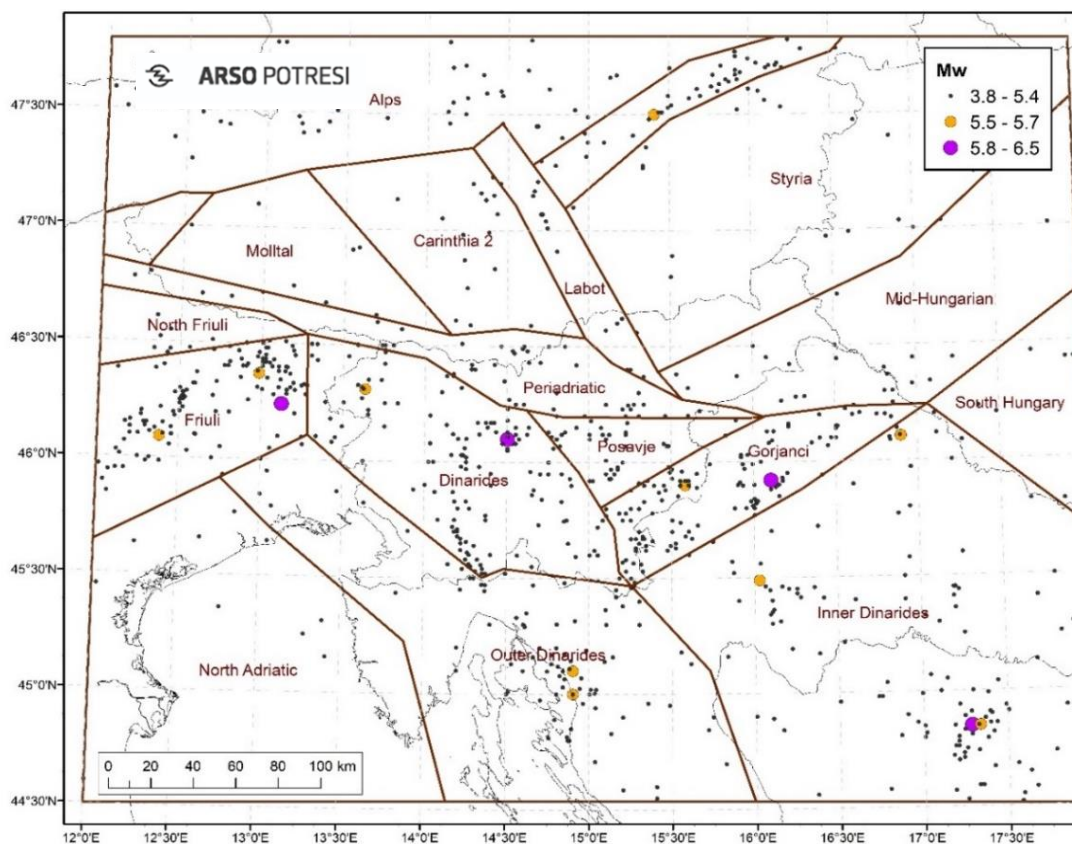 ARSO POTRESI
Mw
3.8 - 5.4
5.5 - 5.7
5.8 - 6.5
Alps
Styria
Molltal
Carinthia 2
Labot
Mid-Hungarian
North Friuli
Periadriatic
South Hungary
Friuli
Posavje
Gorjanci
Dinarides
Inner Dinarides
Outer Dinarides
North Adriatic
0 20 40 60 80 100 km
47°30'N
47°0'N
46°30'N
46°0'N
45°30'N
45°0'N
44°30'N
12°0'E 12°30'E 13°0'E 13°30'E 14°0'E 14°30'E 15°0'E 15°30'E 16°0'E 16°30'E 17°0'E 17°30'E